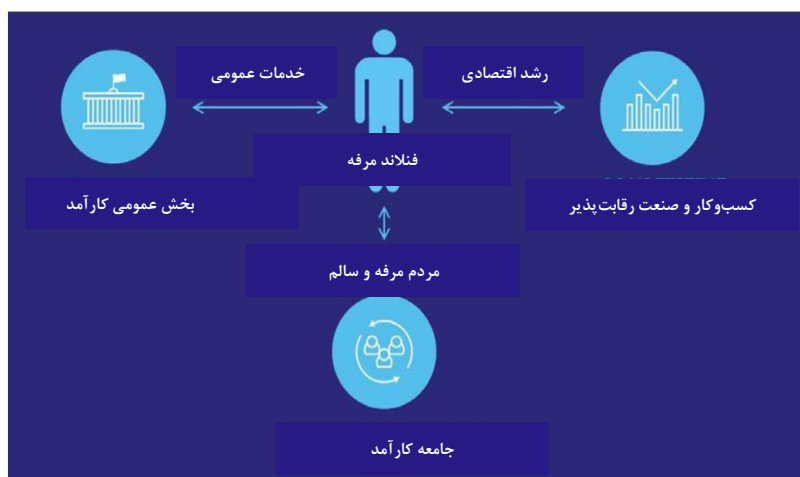 خدمات عمومی
رشد اقتصادی
فنلاند مرفه
بخش عمومی کارآمد
کسب‌وکار و صنعت رقابت‌پذیر
مردم مرفه و سالم
جامعه کارآمد